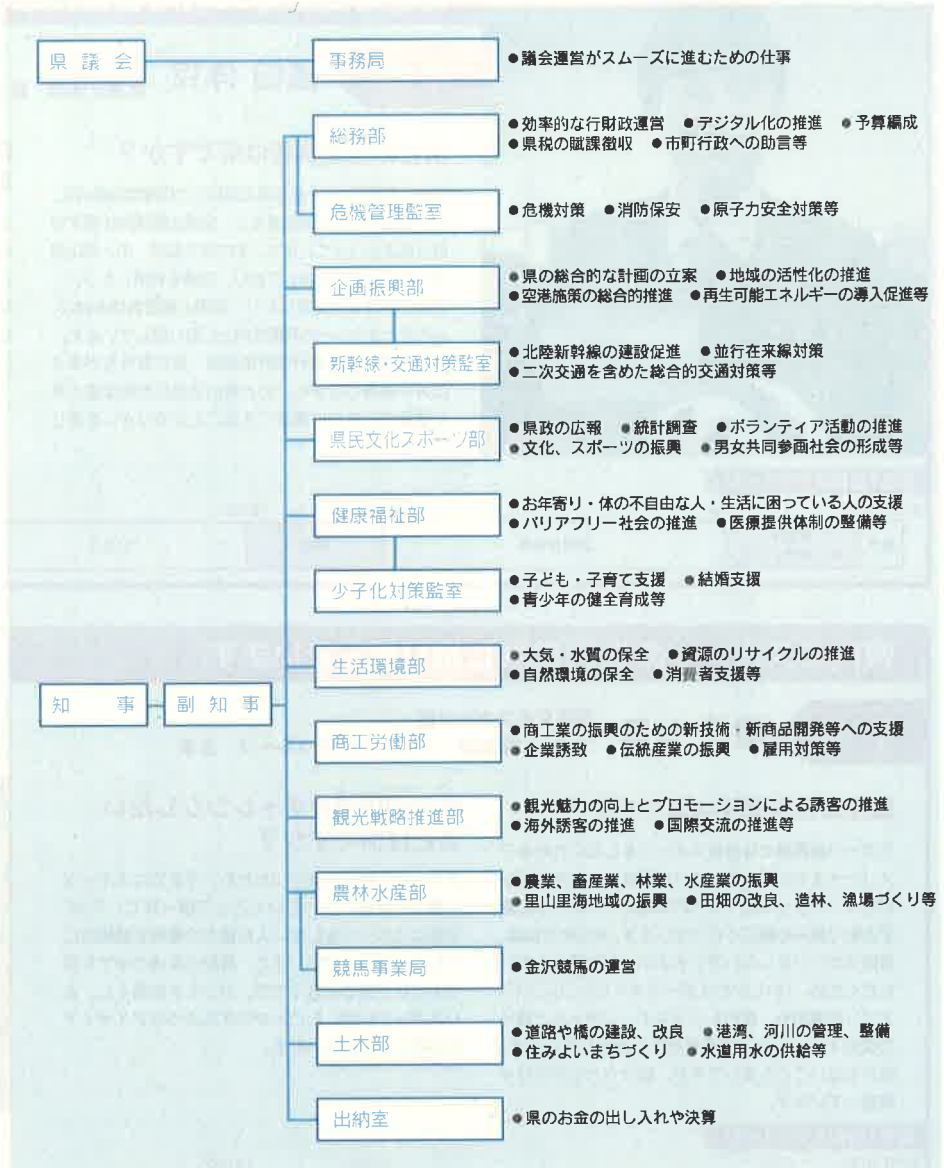 県議会
事務局
●議会運営がスムーズに進むための仕事
総務部
●効率的な行財政運営 ●デジタル化の推進 ●予算編成
●県税の賦課徴収 ●市町行政への助言等
危機管理監室
●危機対策 ●消防保安 ●原子力安全対策等
企画振興部
●県の総合的な計画の立案 ●地域の活性化の推進
●空港施策の総合的推進 ●再生可能エネルギーの導入促進等
新幹線・交通対策監室
●北陸新幹線の建設促進 ●並行在来線対策
●二次交通を含めた総合的交通対策等
県民文化スポーツ部
●県政の広報 ●統計調査 ●ボランティア活動の推進
●文化、スポーツの振興 ●男女共同参画社会の形成等
健康福祉部
●お年寄り・体の不自由な人・生活に困っている人の支援
●バリアフリー社会の推進 ●医療提供体制の整備等
少子化対策監室
●子ども・子育て支援 ●結婚支援
●青少年の健全育成等
生活環境部
●大気・水質の保全 ●資源のリサイクルの推進
●自然環境の保全 ●消費者支援等
知事
副知事
商工労働部
●商工業の振興のための新技術・新商品開発等への支援
●企業誘致 ●伝統産業の振興 ●雇用対策等
観光戦略推進部
●観光魅力の向上とプロモーションによる誘客の推進
●海外誘客の推進 ●国際交流の推進等
農林水産部
●農業、畜産業、林業、水産業の振興
●里山里海地域の振興 ●田畑の改良、造林、漁場づくり等
競馬事業局
●金沢競馬の運営
土木部
●道路や橋の建設、改良 ●港湾、河川の管理、整備
●住みよいまちづくり ●水道用水の供給等
出納室
●県のお金の出し入れや決算